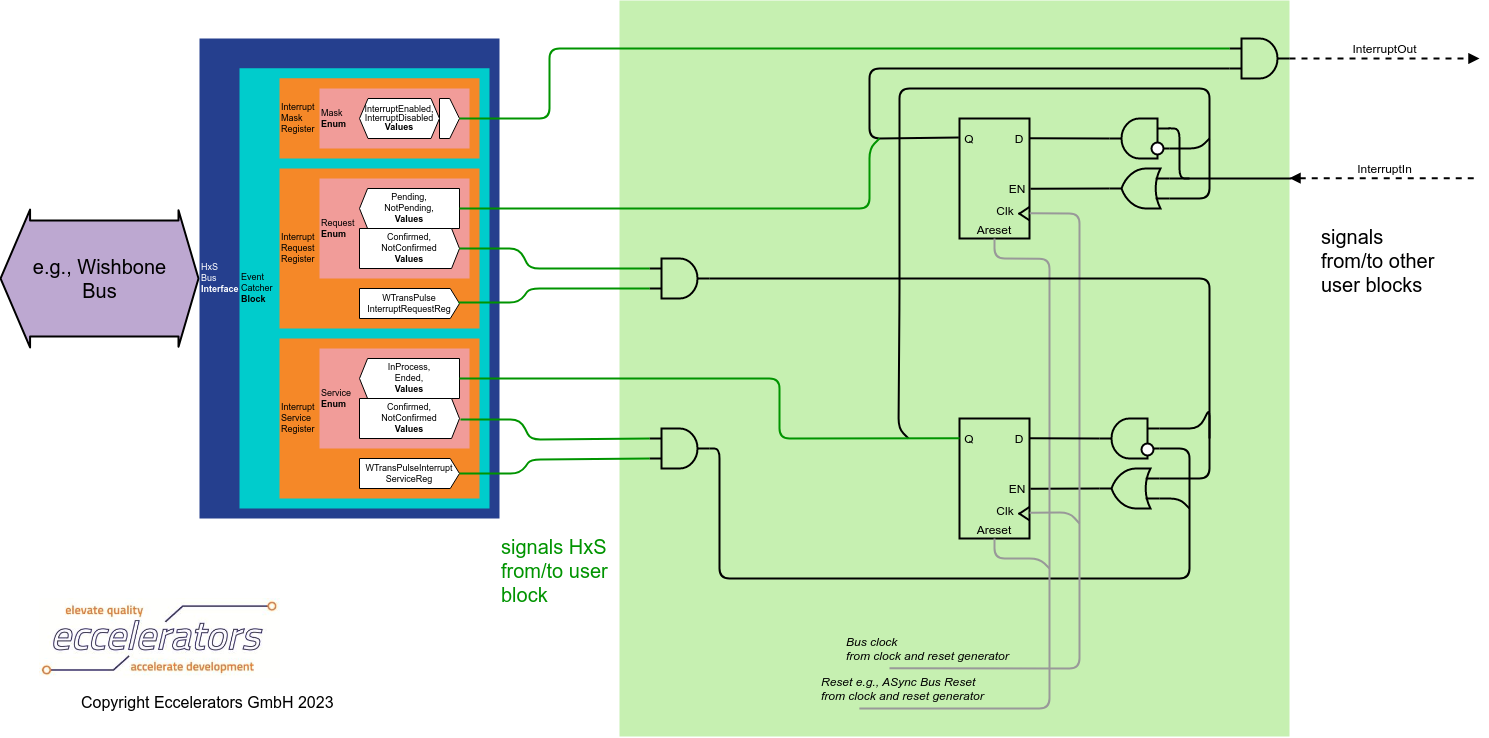 InterruptOut
Interrupt
Mask
Register
Mask
Enum
InterruptEnabled,
InterruptDisabled
Values
Q
D
EN
Clk
Areset
InterruptIn
Interrupt
Request
Register
Request
Enum
Pending,
NotPending,
Values
Confirmed,
NotConfirmed
Values
WTransPulse
InterruptRequestReg
e.g., Wishbone
Bus
HxS
Bus
Interface
Event
Catcher
Block
signals
from/to other
user blocks
Interrupt
Service
Register
Service
Enum
InProcess,
Ended,
Values
Confirmed,
NotConfirmed
Values
WTransPulseInterrupt
ServiceReg
Q
D
EN
Clk
Areset
signals HxS
from/to user
block
elevate quality
eccelerators
accelerate development
Copyright Eccelerators GmbH 2023
Bus clock
from clock and reset generator
Reset e.g., ASync Bus Reset
from clock and reset generator